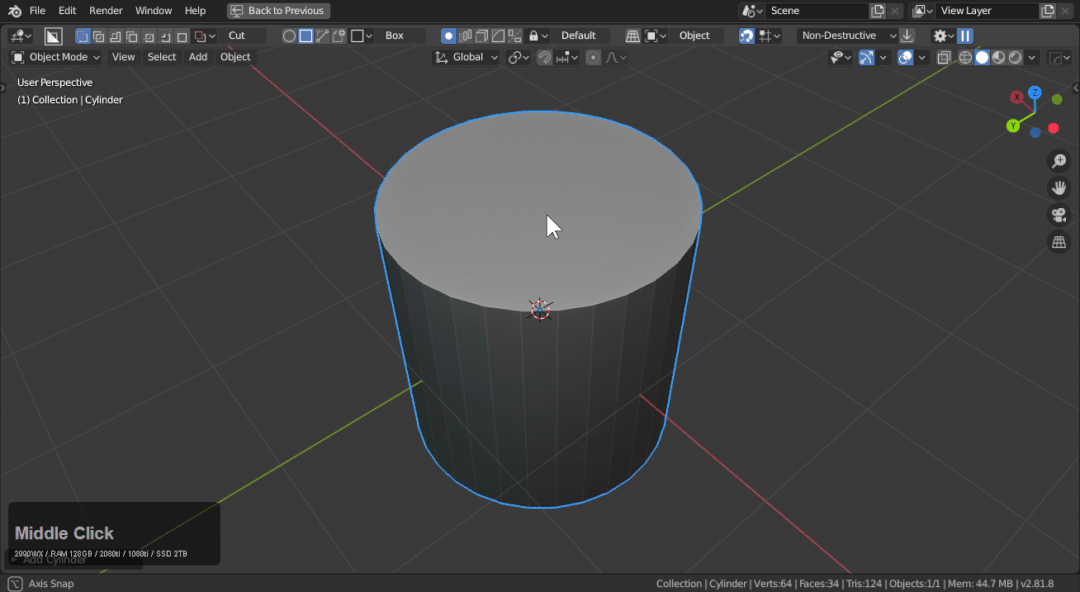 File Edit Render Window Help Back to Previous Scene View Layer
Cut Box Default Object Non-Destructive
Object Mode View Select Add Object Global
User Perspective
(1) Collection | Cylinder
Z
X
Y
Middle Click
2990WX / RAM 128GB / 2080ti / 1080ti / SSD 2TB
Add Cylinder
Axis Snap Collection | Cylinder | Verts:64 | Faces:34 | Tris:124 | Objects:1/1 | Mem: 44.7 MB | v2.81.8